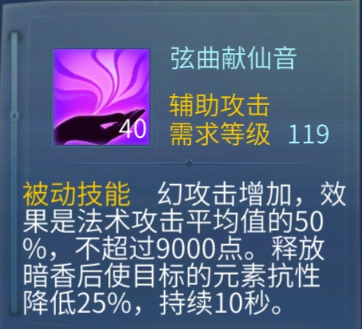 弦曲献仙音
40
辅助攻击
需求等级 119
被动技能 幻攻击增加，效
果是法术攻击平均值的50
%，不超过9000点。释放
暗香后使目标的元素抗性
降低25%，持续10秒。